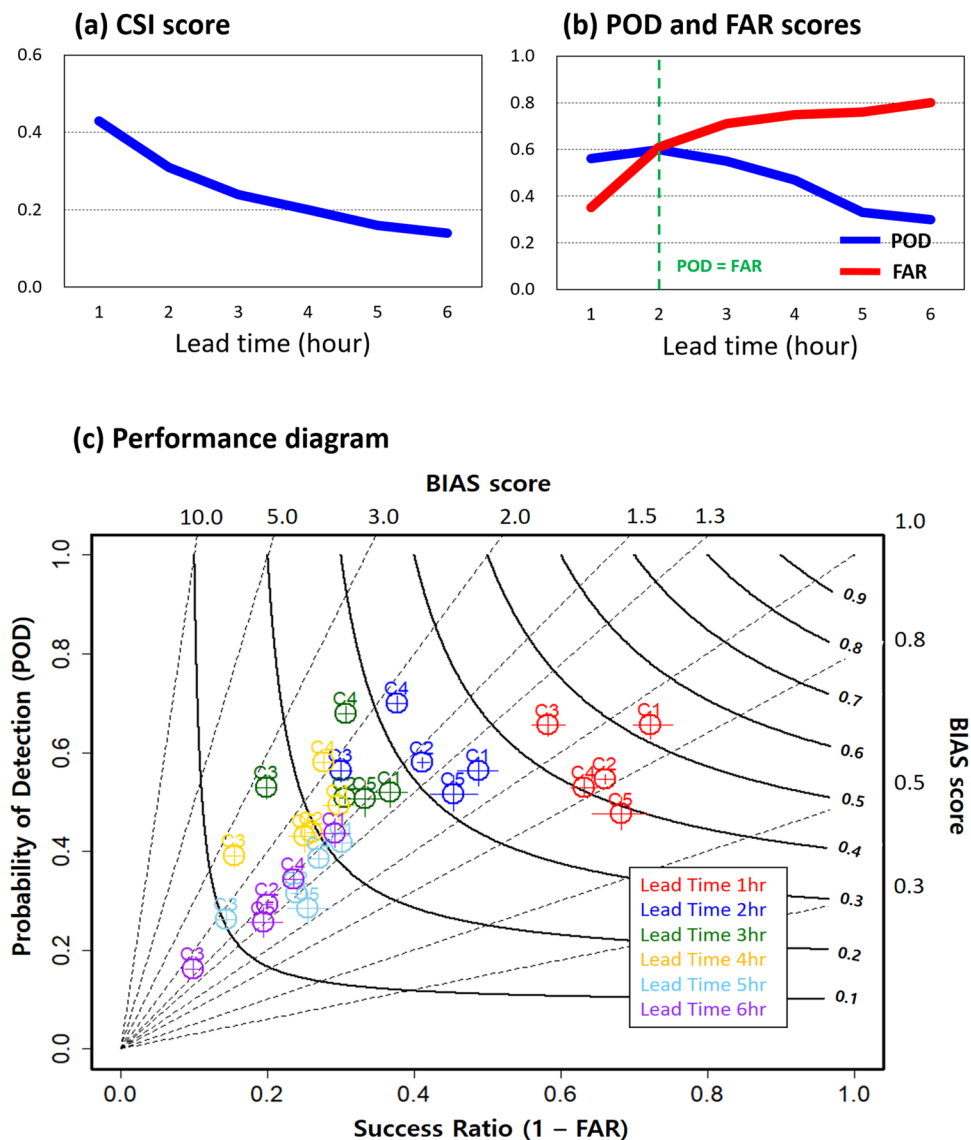 (a) CSI score
0.6
0.4
0.2
0.0
1 2 3 4 5 6
Lead time (hour)
(b) POD and FAR scores
1.0
0.8
0.6
0.4
0.2
0.0
POD = FAR
POD
FAR
1 2 3 4 5 6
Lead time (hour)
(c) Performance diagram
BIAS score
10.0 5.0 3.0 2.0 1.5 1.3 1.0
0.8
0.5
0.3
BIAS score
Probability of Detection (POD)
1.0
0.8
0.6
0.4
0.2
0.0
0.9
0.8
0.7
0.6
0.5
0.4
0.3
0.2
0.1
C4 C4 C3 C1
C4 C3 C2 C1 C2
C3 C5 C1 C5 C4
C5
C3 C1
C4
C3 C2 C5
C3
Lead Time 1hr
Lead Time 2hr
Lead Time 3hr
Lead Time 4hr
Lead Time 5hr
Lead Time 6hr
0.0 0.2 0.4 0.6 0.8 1.0
Success Ratio (1 – FAR)